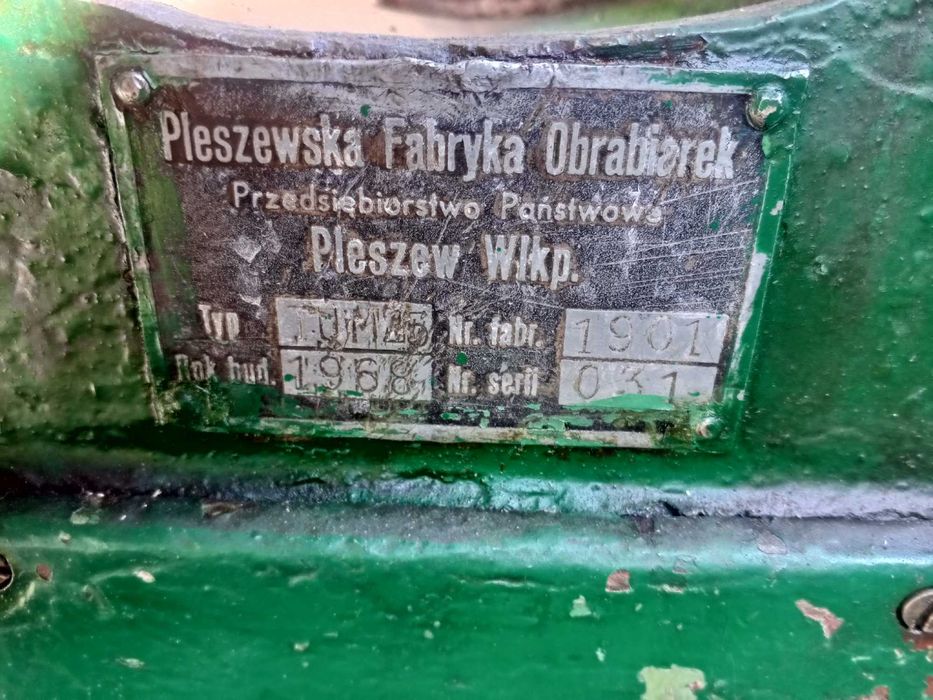 Pleszewska Fabryka Obrabiarek
Przedsiębiorstwo Państwowe
Pleszew Wlkp.
Typ Nr. fabr. 1901
Rok bud. 1968 Nr. serii 031